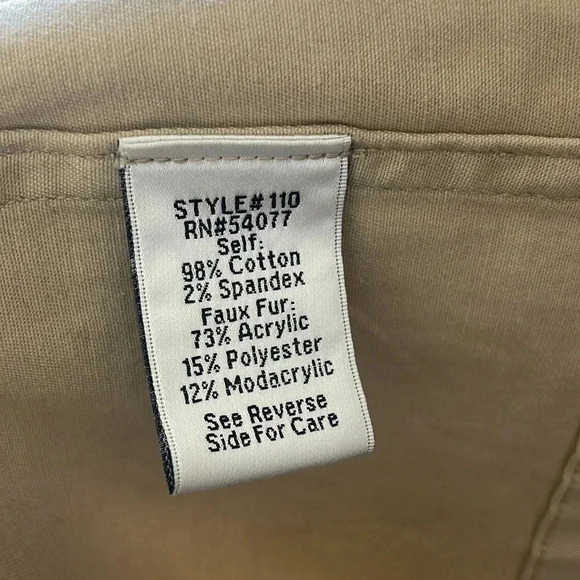 STYLE# 110
RN#54077
Self:
98% Cotton
2% Spandex
Faux Fur:
73% Acrylic
15% Polyester
12% Modacrylic
See Reverse
Side For Care